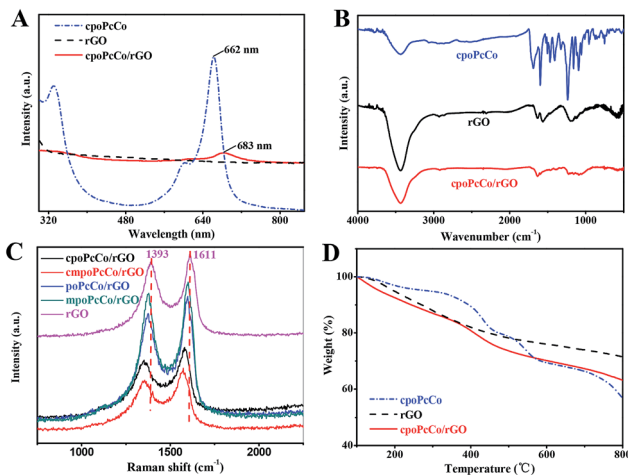 A
cpoPcCo
rGO
cpoPcCo/rGO
662 nm
683 nm
Intensity (a.u.)
320 480 640 800
Wavelength (nm)
B
cpoPcCo
rGO
cpoPcCo/rGO
Intensity (a.u.)
4000 3000 2000 1000 500
Wavenumber (cm-1)
C
cpoPcCo/rGO
cmpoPcCo/rGO
poPcCo/rGO
mpoPcCo/rGO
rGO
1393 1611
Intensity (a.u.)
1000 1500 2000
Raman shift (cm-1)
D
100
80
60
40
Weight (%)
cpoPcCo
rGO
cpoPcCo/rGO
200 400 600 800
Temperature (℃)